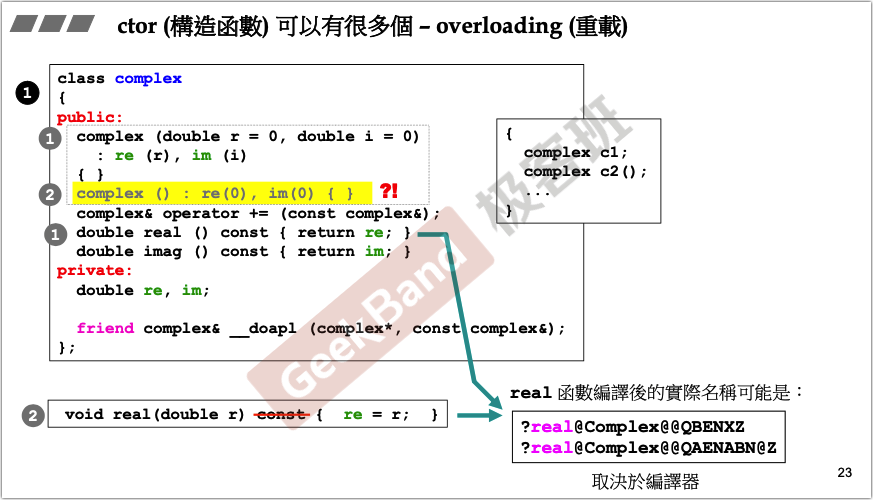 ctor (構造函數) 可以有很多個 – overloading (重載)
1
class complex
{
public:
1
complex (double r = 0, double i = 0)
: re (r), im (i)
{ }
2
complex () : re(0), im(0) { }
?!
complex& operator += (const complex&);
1
double real () const { return re; }
double imag () const { return im; }
private:
double re, im;
friend complex& __doapl (complex*, const complex&);
};
{
complex c1;
complex c2();
...
}
GeekBand 极客班
2
void real(double r) const { re = r; }
real 函數編譯後的實際名稱可能是：
?real@Complex@@QBENXZ
?real@Complex@@QAENABN@Z
取決於編譯器
23